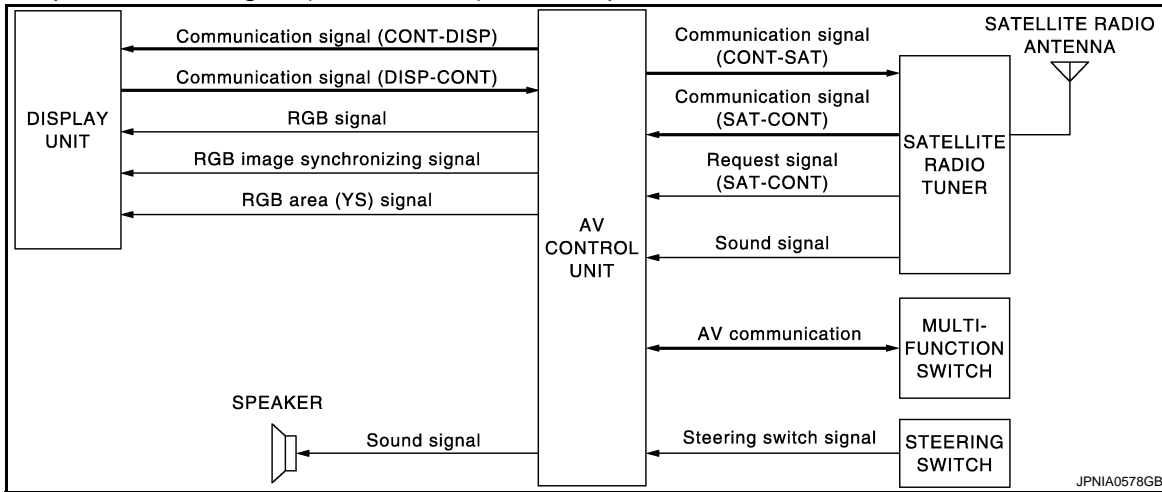 Communication signal (CONT-DISP)
Communication signal (DISP-CONT)
RGB signal
RGB image synchronizing signal
RGB area (YS) signal
DISPLAY
UNIT
SPEAKER
Sound signal
AV
CONTROL
UNIT
Communication signal
(CONT-SAT)
Communication signal
(SAT-CONT)
Request signal
(SAT-CONT)
Sound signal
AV communication
Steering switch signal
SATELLITE RADIO
ANTENNA
SATELLITE
RADIO
TUNER
MULTI-
FUNCTION
SWITCH
STEERING
SWITCH
JPNIA0578GB